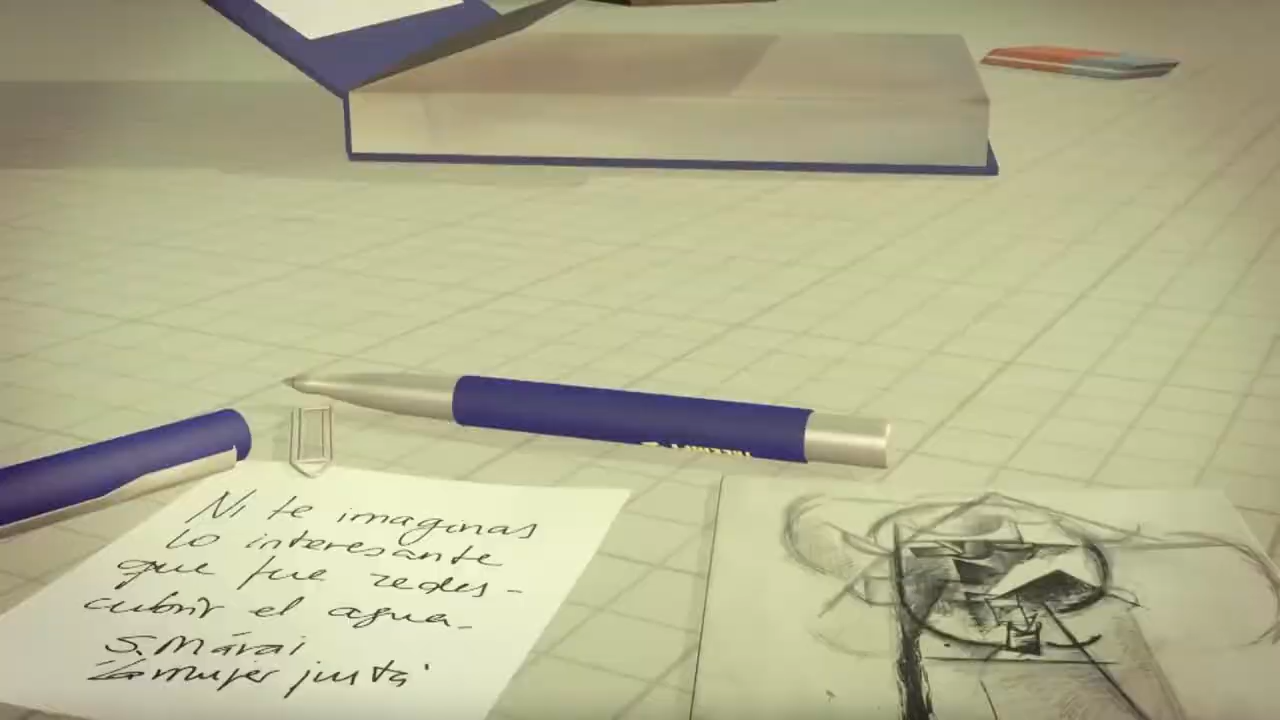 Ni te imaginas
lo interesante
que fue redes-
cubrir el agua.
S. Márai
"La mujer justa"